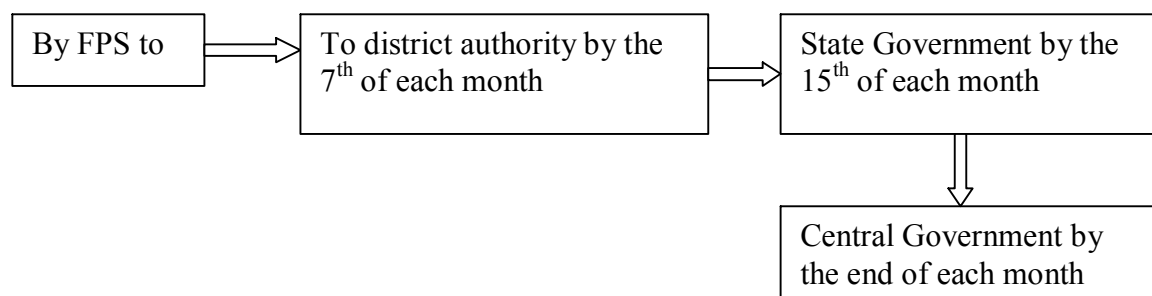 By FPS to
To district authority by the
7th of each month
State Government by the
15th of each month
Central Government by
the end of each month